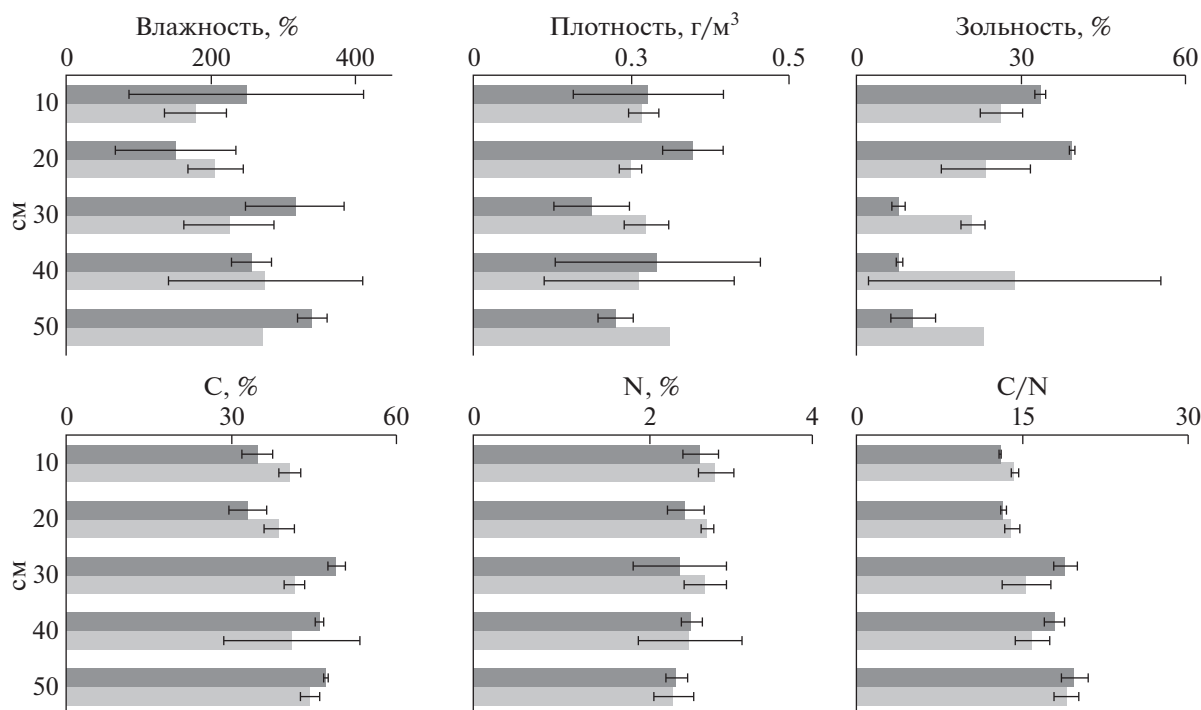 Влажность, %
Плотность, г/м³
Зольность, %
0 200 400
0 0.3 0.5
0 30 60
10
20
30
40
50
см
C, %
N, %
C/N
0 30 60
0 2 4
0 15 30
10
20
30
40
50
см